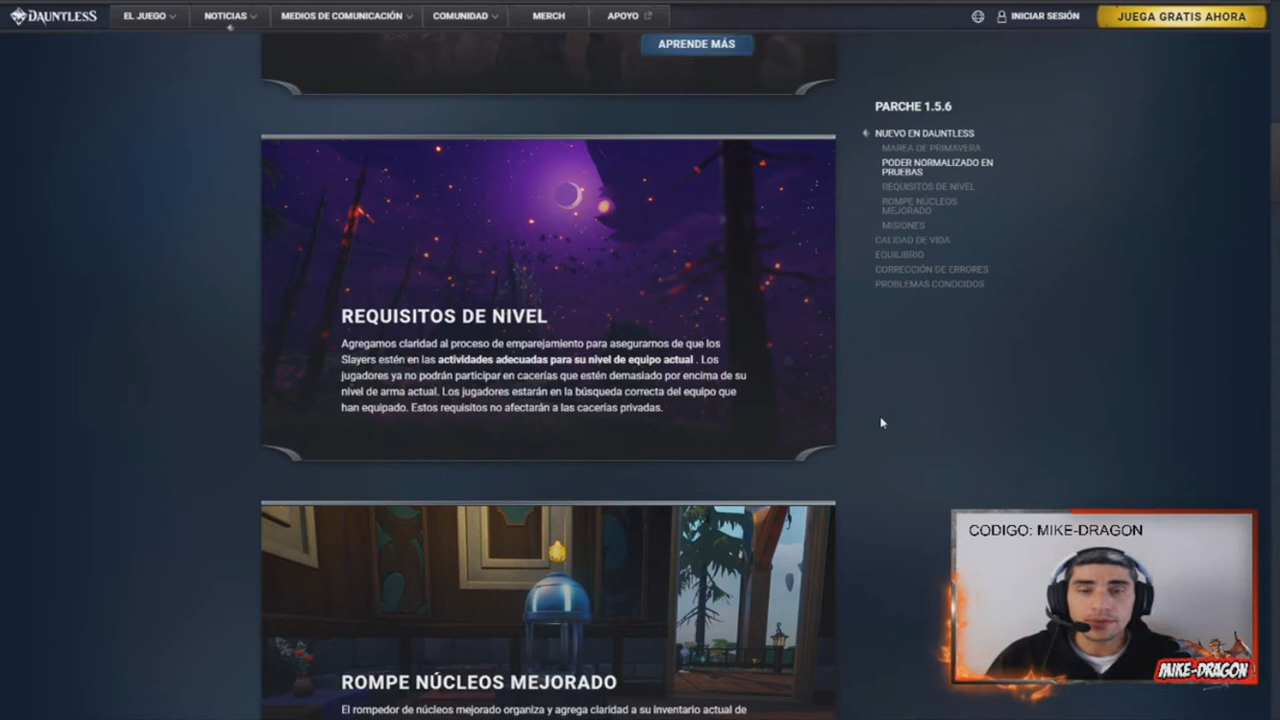 DAUNTLESS
EL JUEGO
NOTICIAS
MEDIOS DE COMUNICACIÓN
COMUNIDAD
MERCH
APOYO
INICIAR SESIÓN
JUEGA GRATIS AHORA
APRENDE MÁS
PARCHE 1.5.6
NUEVO EN DAUNTLESS
MAREA DE PRIMAVERA
PODER NORMALIZADO EN
PRUEBAS
REQUISITOS DE NIVEL
ROMPE NÚCLEOS
MEJORADO
MISIONES
CALIDAD DE VIDA
EQUILIBRIO
CORRECCIÓN DE ERRORES
PROBLEMAS CONOCIDOS
REQUISITOS DE NIVEL
Agregamos claridad al proceso de emparejamiento para asegurarnos de que los
Slayers estén en las actividades adecuadas para su nivel de equipo actual . Los
jugadores ya no podrán participar en cacerías que estén demasiado por encima de su
nivel de arma actual. Los jugadores estarán en la búsqueda correcta del equipo que
han equipado. Estos requisitos no afectarán a las cacerías privadas.
ROMPE NÚCLEOS MEJORADO
El rompedor de núcleos mejorado organiza y agrega claridad a su inventario actual de
CODIGO: MIKE-DRAGON
MIKE-DRAGON